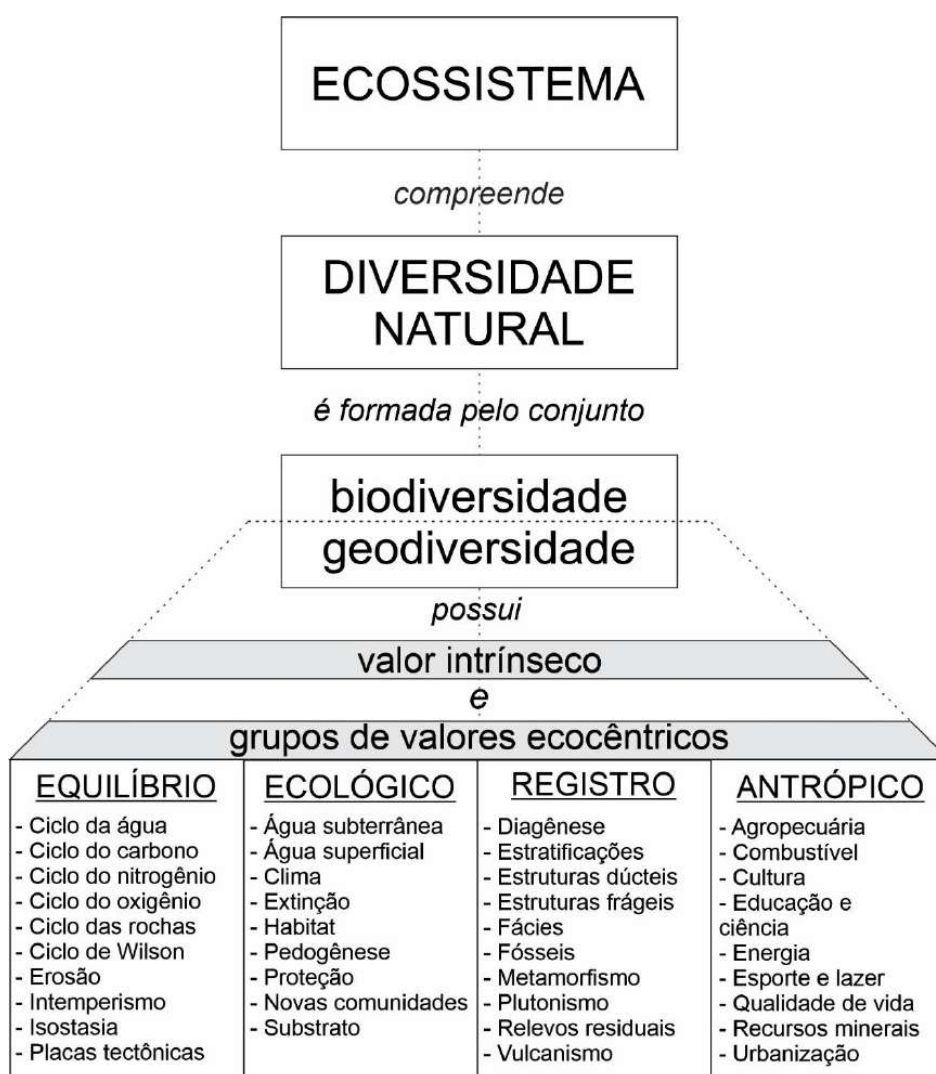 ECOSSISTEMA
compreende
DIVERSIDADE
NATURAL
é formada pelo conjunto
biodiversidade
geodiversidade
possui
valor intrínseco
e
grupos de valores ecocêntricos
EQUILÍBRIO
- Ciclo da água
- Ciclo do carbono
- Ciclo do nitrogênio
- Ciclo do oxigênio
- Ciclo das rochas
- Ciclo de Wilson
- Erosão
- Intemperismo
- Isostasia
- Placas tectônicas
ECOLÓGICO
- Água subterrânea
- Água superficial
- Clima
- Extinção
- Habitat
- Pedogênese
- Proteção
- Novas comunidades
- Substrato
REGISTRO
- Diagênese
- Estratificações
- Estruturas dúcteis
- Estruturas frágeis
- Fácies
- Fósseis
- Metamorfismo
- Plutonismo
- Relevos residuais
- Vulcanismo
ANTRÓPICO
- Agropecuária
- Combustível
- Cultura
- Educação e
ciência
- Energia
- Esporte e lazer
- Qualidade de vida
- Recursos minerais
- Urbanização